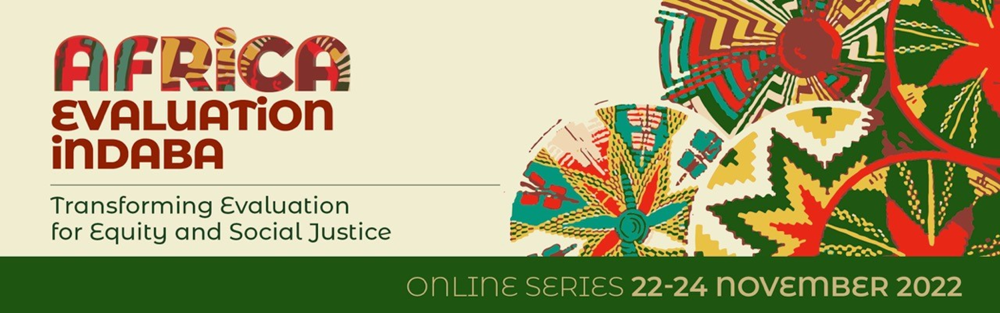 AFRiCA
EVALUATiON
iNDABA
Transforming Evaluation
for Equity and Social Justice
ONLINE SERIES 22-24 NOVEMBER 2022